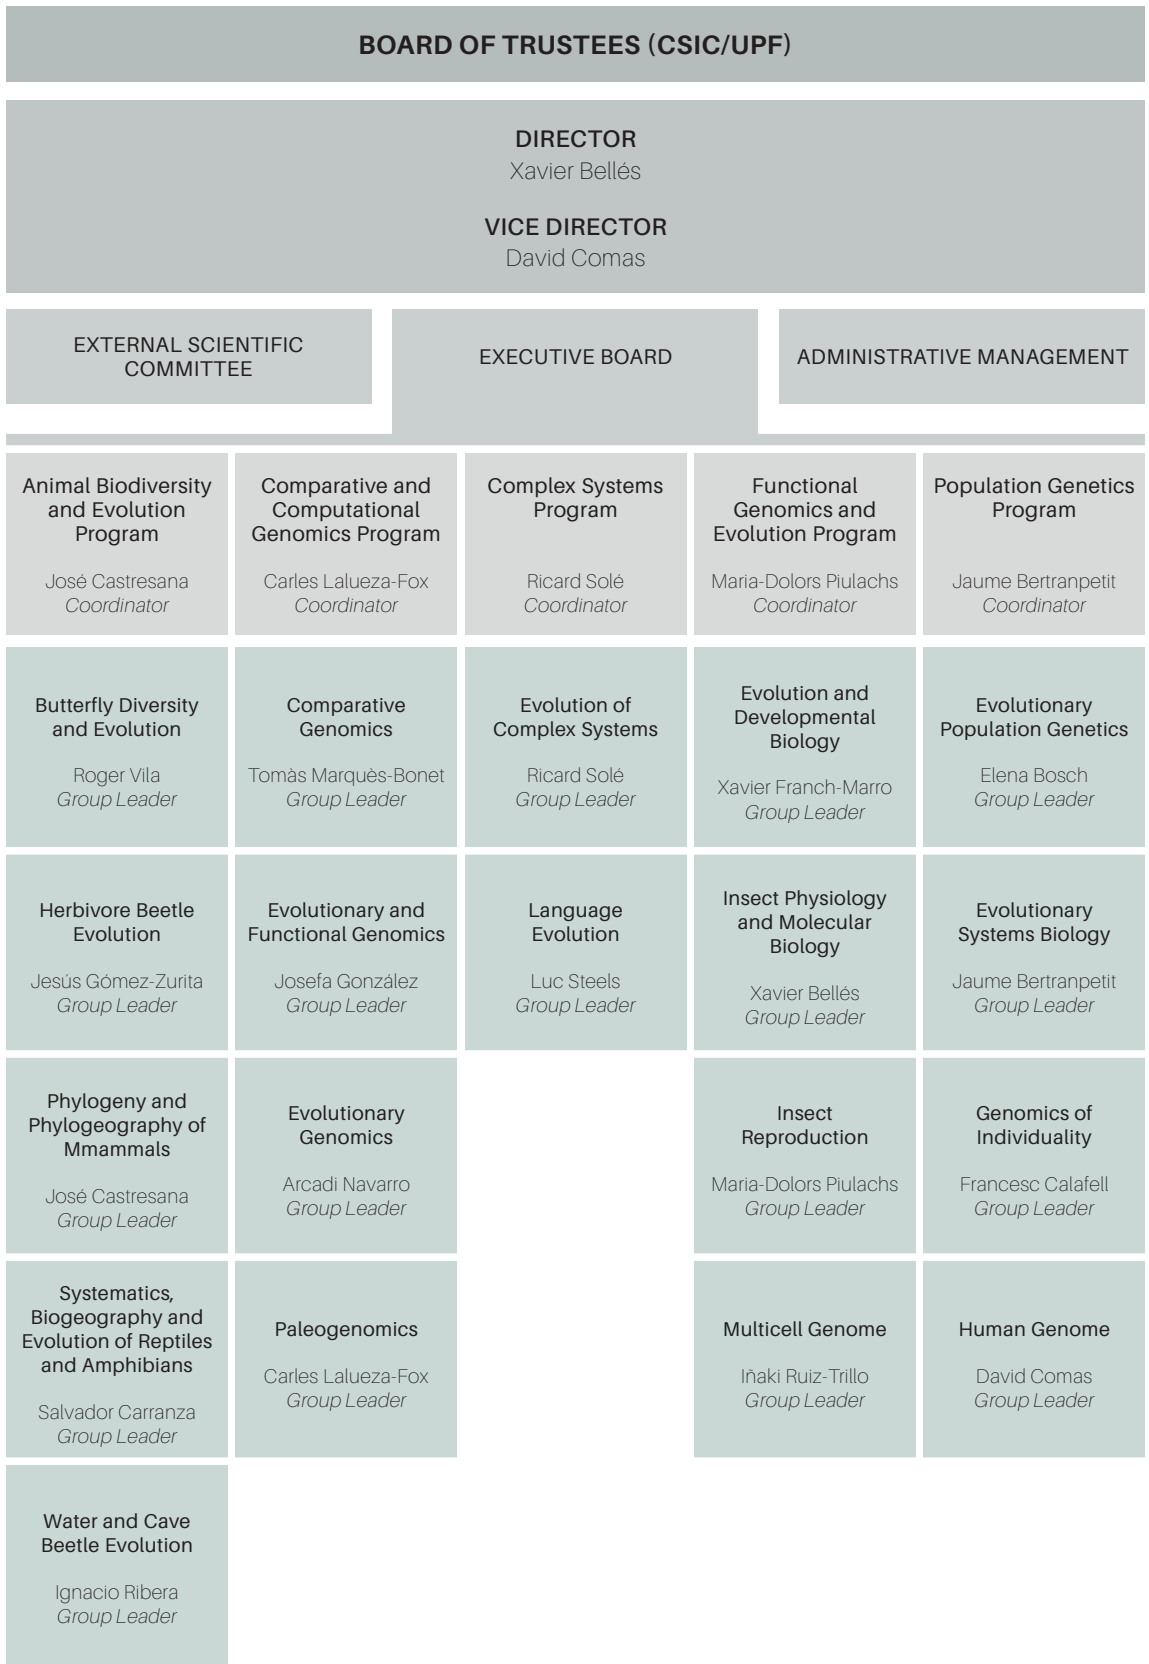 BOARD OF TRUSTEES (CSIC/UPF)
DIRECTOR
Xavier Bellés
VICE DIRECTOR
David Comas
EXTERNAL SCIENTIFIC
COMMITTEE
EXECUTIVE BOARD
ADMINISTRATIVE MANAGEMENT
Animal Biodiversity
and Evolution
Program
José Castresana
Coordinator
Comparative and
Computational
Genomics Program
Carles Lalueza-Fox
Coordinator
Complex Systems
Program
Ricard Solé
Coordinator
Functional
Genomics and
Evolution Program
Maria-Dolors Piulachs
Coordinator
Population Genetics
Program
Jaume Bertranpetit
Coordinator
Butterfly Diversity
and Evolution
Roger Vila
Group Leader
Comparative
Genomics
Tomàs Marquès-Bonet
Group Leader
Evolution of
Complex Systems
Ricard Solé
Group Leader
Evolution and
Developmental
Biology
Xavier Franch-Marro
Group Leader
Evolutionary
Population Genetics
Elena Bosch
Group Leader
Herbivore Beetle
Evolution
Jesús Gómez-Zurita
Group Leader
Evolutionary and
Functional Genomics
Josefa González
Group Leader
Language
Evolution
Luc Steels
Group Leader
Insect Physiology
and Molecular
Biology
Xavier Bellés
Group Leader
Evolutionary
Systems Biology
Jaume Bertranpetit
Group Leader
Phylogeny and
Phylogeography of
Mmammals
José Castresana
Group Leader
Evolutionary
Genomics
Arcadi Navarro
Group Leader
Insect
Reproduction
Maria-Dolors Piulachs
Group Leader
Genomics of
Individuality
Francesc Calafell
Group Leader
Systematics,
Biogeography and
Evolution of Reptiles
and Amphibians
Salvador Carranza
Group Leader
Paleogenomics
Carles Lalueza-Fox
Group Leader
Multicell Genome
Iñaki Ruiz-Trillo
Group Leader
Human Genome
David Comas
Group Leader
Water and Cave
Beetle Evolution
Ignacio Ribera
Group Leader